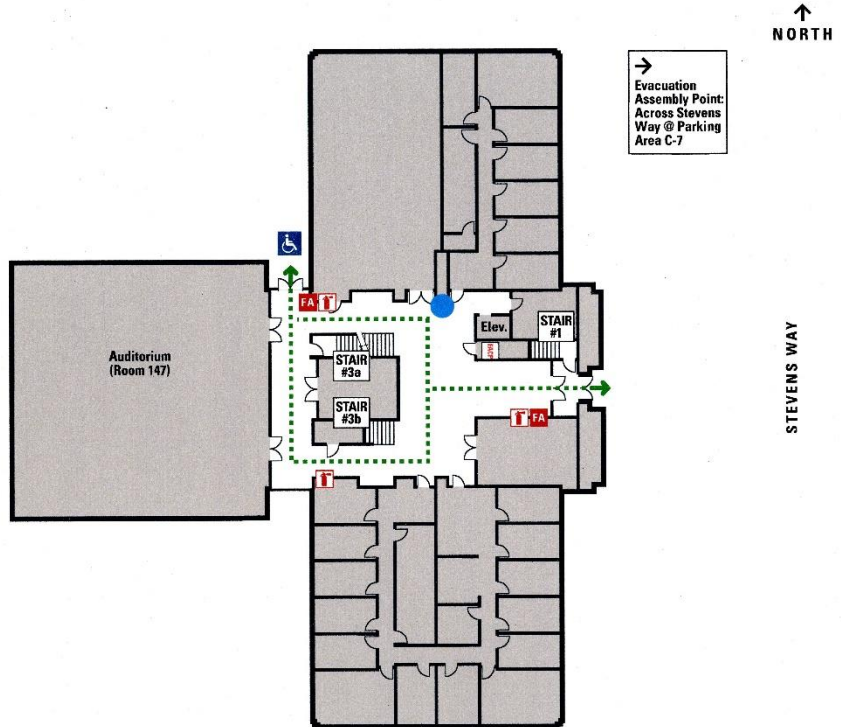 NORTH
Evacuation
Assembly Point:
Across Stevens
Way @ Parking
Area C-7
FA
Elev.
STAIR
#1
Auditorium
(Room 147)
STAIR
#3a
STAIR
#3b
FA
STEVENS WAY